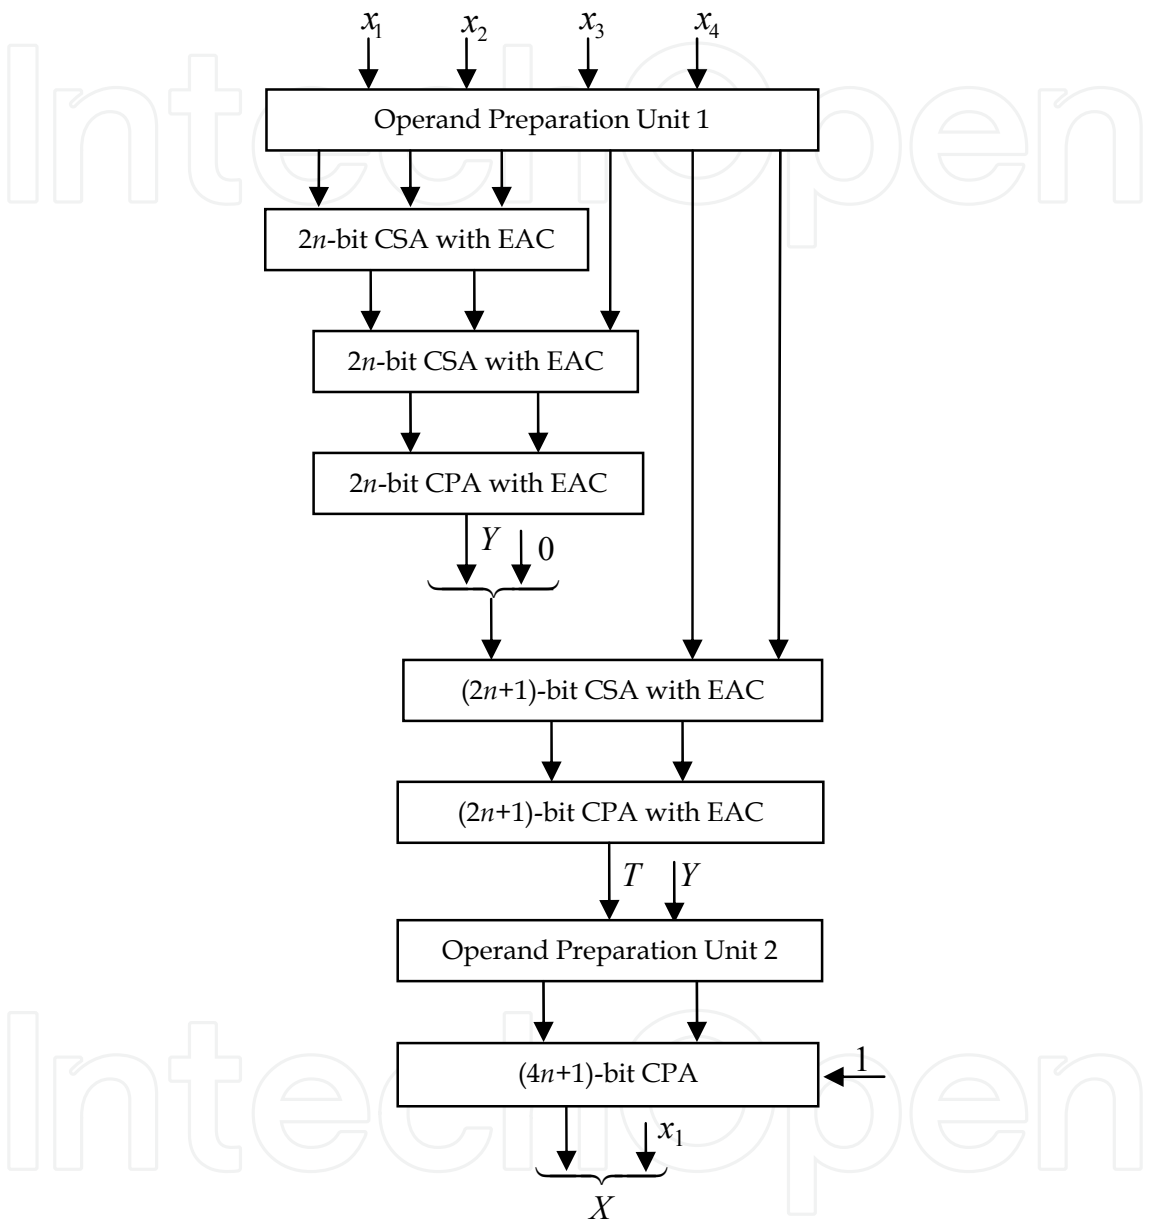 x₁ x₂ x₃ x₄
Operand Preparation Unit 1
2n-bit CSA with EAC
2n-bit CSA with EAC
2n-bit CPA with EAC
Y 0
(2n+1)-bit CSA with EAC
(2n+1)-bit CPA with EAC
T Y
Operand Preparation Unit 2
(4n+1)-bit CPA
1
x₁
X
IntechOpen
IntechOpen